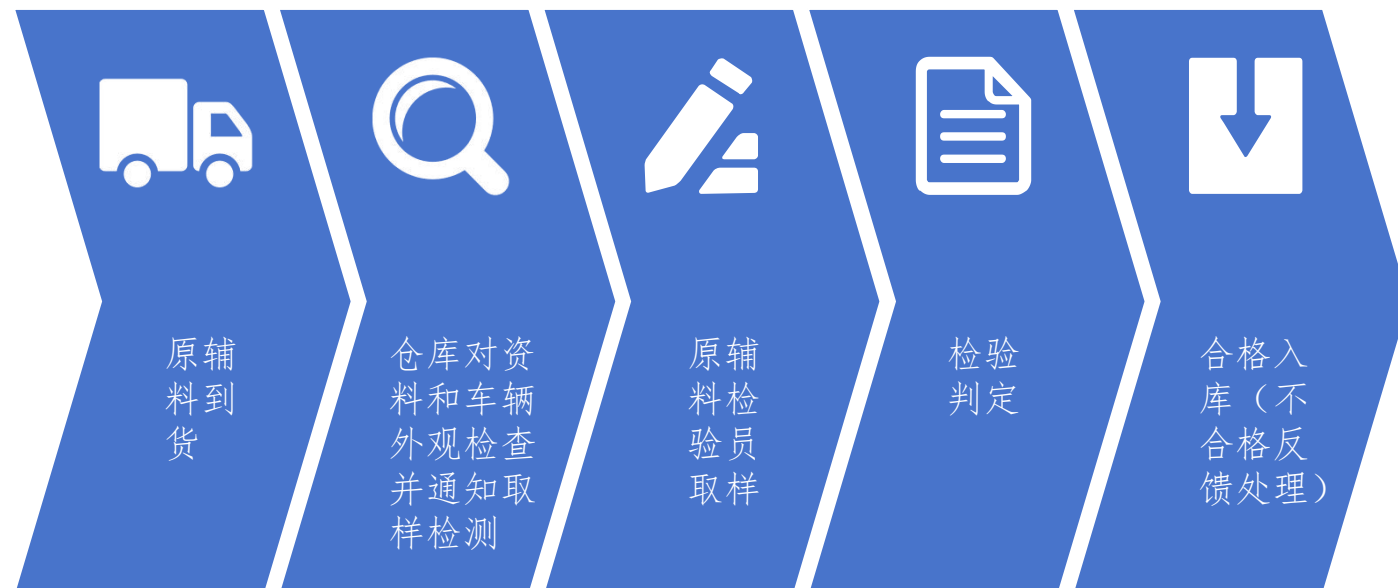 原辅
料到
货
仓库对资
料和车辆
外观检查
并通知取
样检测
原辅
料检
验员
取样
检验
判定
合格入
库（不
合格反
馈处理）